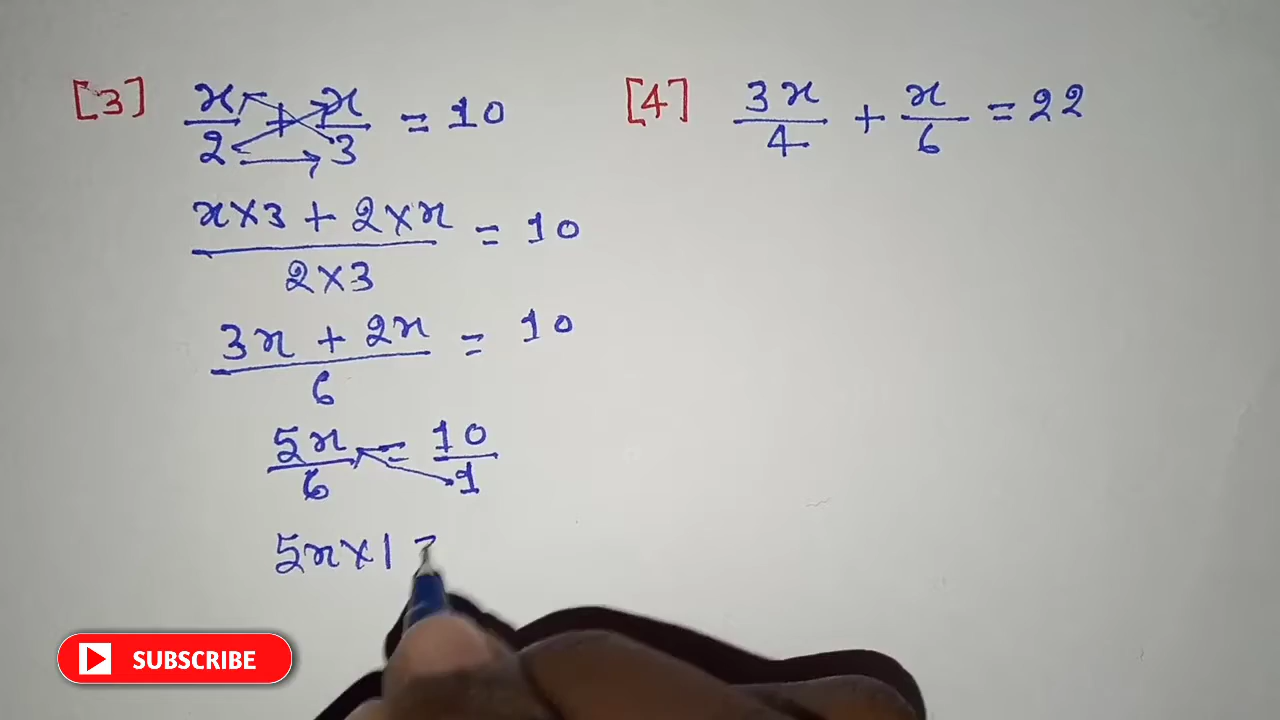 [3] x/2 + x/3 = 10
x×3 + 2×x / 2×3 = 10
3x + 2x / 6 = 10
5x/6 = 10/1
5x×1 =
[4] 3x/4 + x/6 = 22
SUBSCRIBE